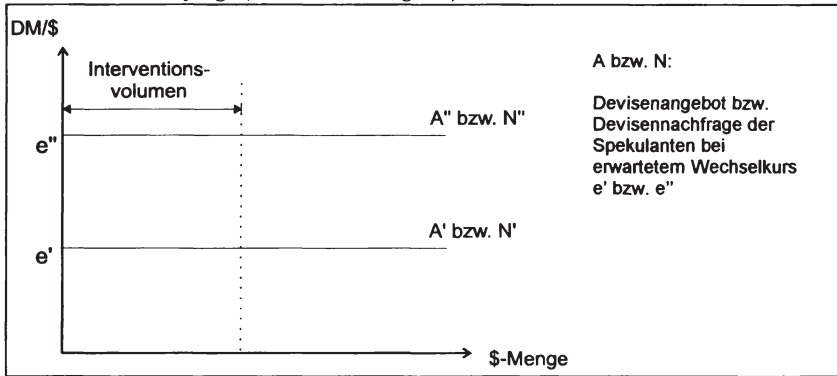 DM/$
Interventions-
volumen
A'' bzw. N''
e''
A' bzw. N'
e'
$-Menge
A bzw. N:
Devisenangebot bzw.
Devisennachfrage der
Spekulanten bei
erwartetem Wechselkurs
e' bzw. e''